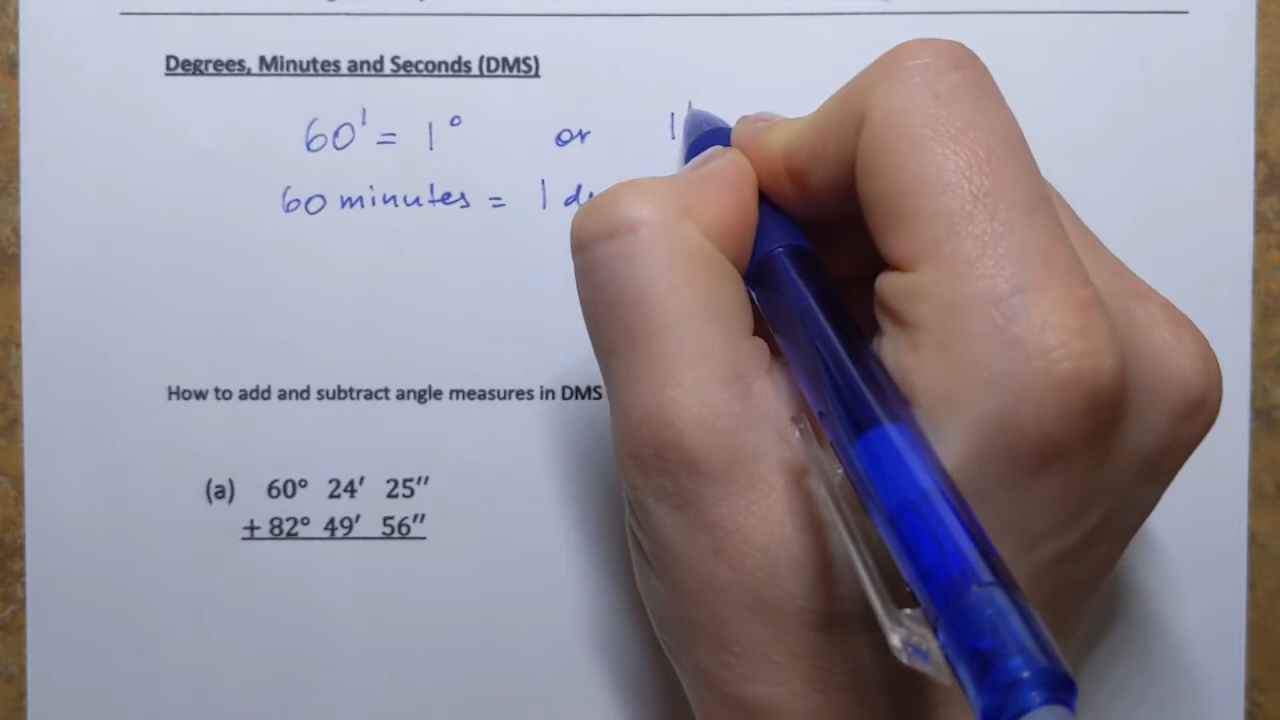 Degrees, Minutes and Seconds (DMS)
60' = 1° or 1'
60 minutes = 1
How to add and subtract angle measures in DMS
(a) 60° 24′ 25″
+ 82° 49′ 56″